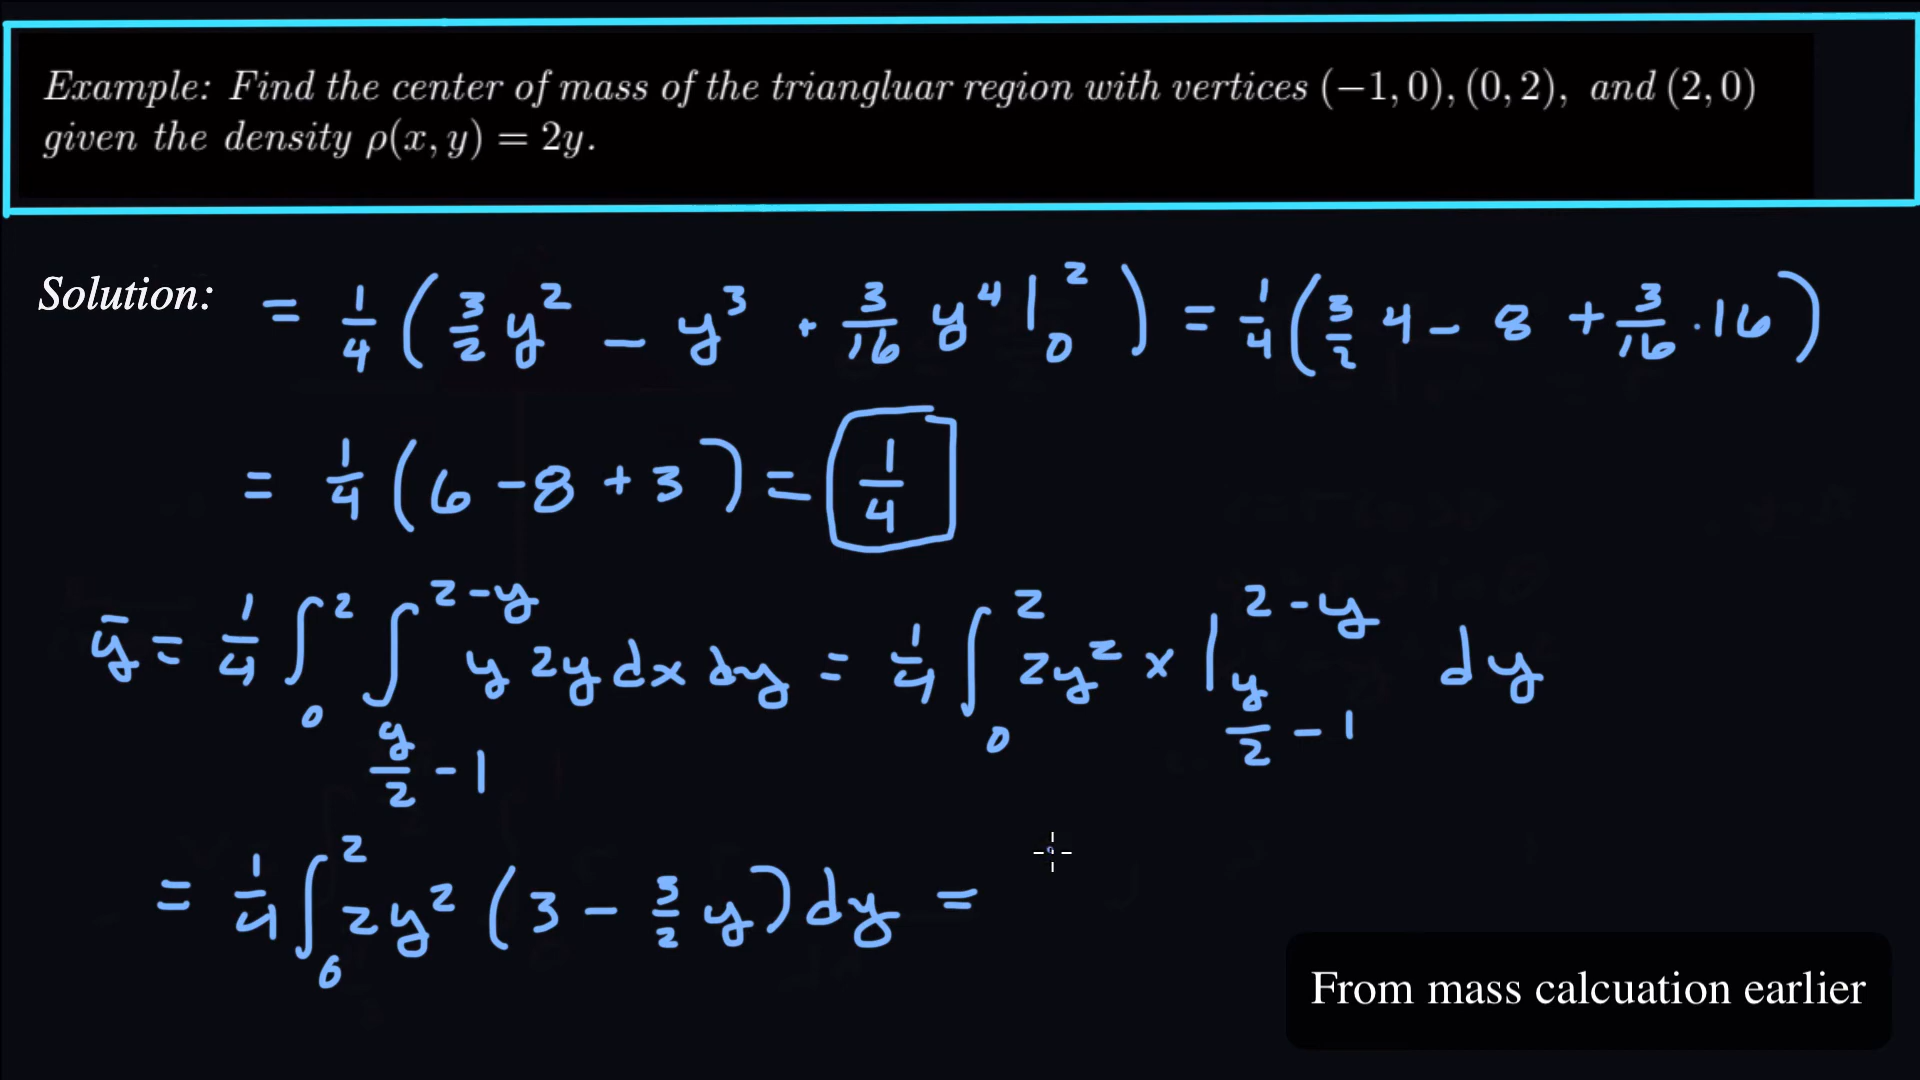 Example: Find the center of mass of the triangluar region with vertices (−1, 0), (0, 2), and (2, 0)
given the density ρ(x, y) = 2y.
Solution: = 1/4 ( 3/2 y² − y³ + 3/16 y⁴ |₀² ) = 1/4 ( 3/2 4 − 8 + 3/16 · 16 )
= 1/4 ( 6 − 8 + 3 ) = 1/4
ȳ = 1/4 ∫₀² ∫_{y/2 − 1}^{2−y} y 2y dx dy = 1/4 ∫₀² 2y² x |_{y/2 − 1}^{2−y} dy
= 1/4 ∫₀² 2y² ( 3 − 3/2 y ) dy =
From mass calcuation earlier